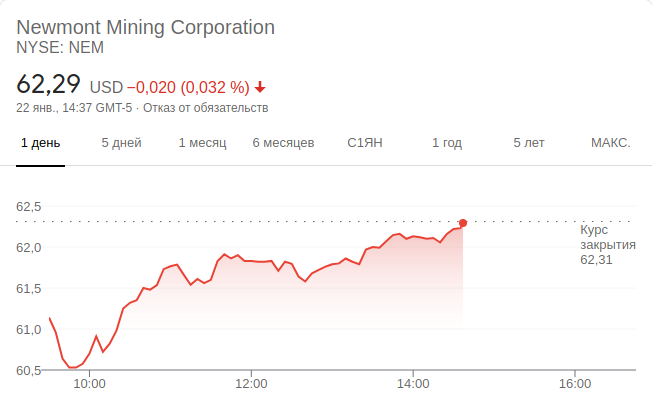 Newmont Mining Corporation
NYSE: NEM
62,29 USD −0,020 (0,032 %)
22 янв., 14:37 GMT-5 · Отказ от обязательств
1 день 5 дней 1 месяц 6 месяцев С1ЯН 1 год 5 лет МАКС.
62,5
Курс
закрытия
62,31
62,0
61,5
61,0
60,5
10:00 12:00 14:00 16:00